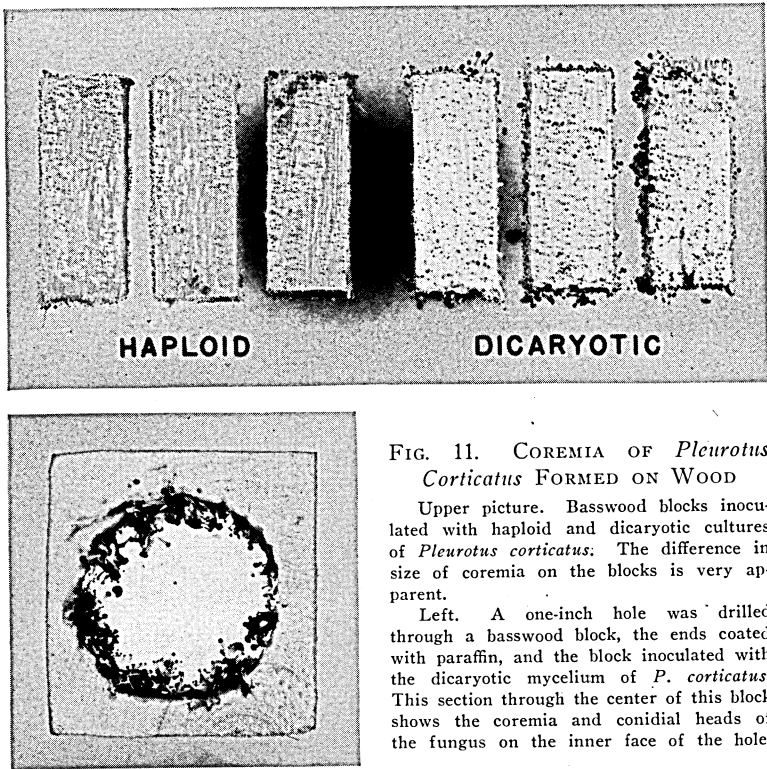 HAPLOID
DICARYOTIC
FIG. 11. COREMIA OF Pleurotus
Corticatus FORMED ON WOOD
Upper picture. Basswood blocks inocu-
lated with haploid and dicaryotic cultures
of Pleurotus corticatus. The difference in
size of coremia on the blocks is very ap-
parent.
Left. A one-inch hole was drilled
through a basswood block, the ends coated
with paraffin, and the block inoculated with
the dicaryotic mycelium of P. corticatus
This section through the center of this block
shows the coremia and conidial heads of
the fungus on the inner face of the hole